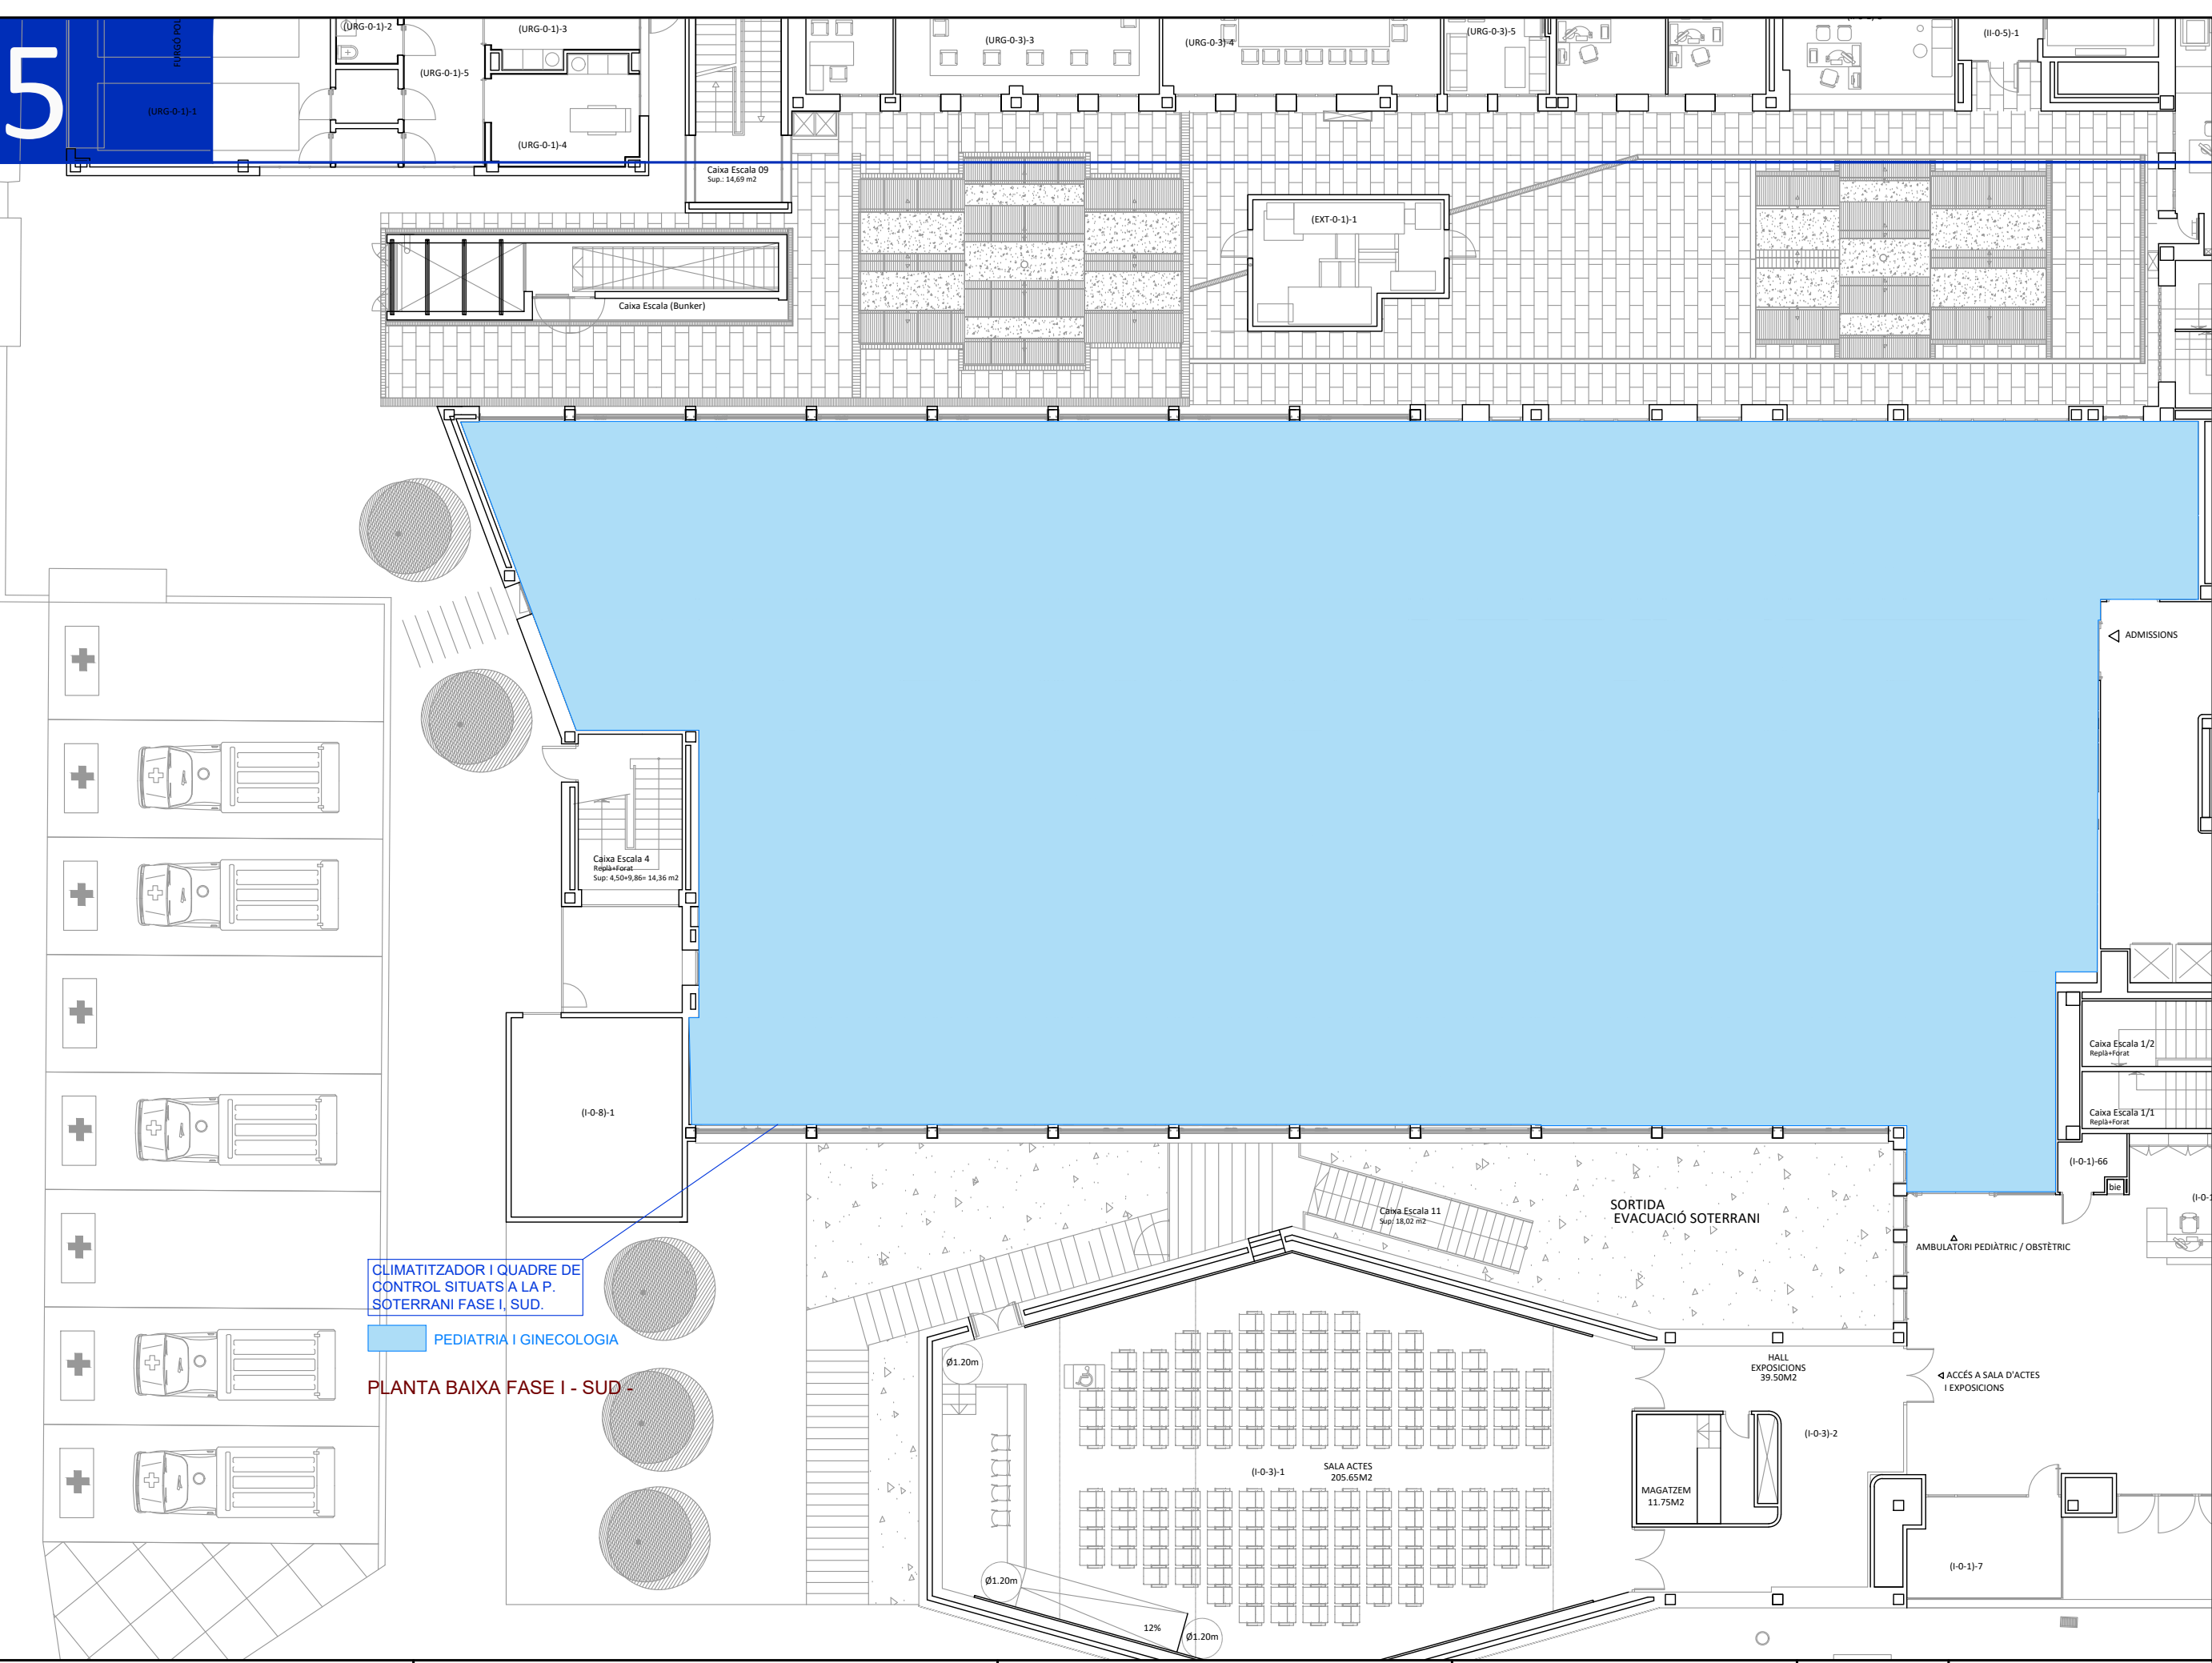 5
(URG-0-1)-1
(URG-0-1)-2
(URG-0-1)-3
(URG-0-1)-5
(URG-0-1)-4
(URG-0-3)-3
(URG-0-3)-4
(URG-0-3)-5
(II-0-5)-1
Caixa Escala 09
Sup.: 14,69 m2
(EXT-0-1)-1
Caixa Escala (Bunker)
ADMISSIONS
Caixa Escala 4
Replà+Forat
Sup: 4,50+9,86= 14,36 m2
Caixa Escala 1/2
Replà+Forat
Caixa Escala 1/1
Replà+Forat
(I-0-8)-1
(I-0-1)-66
bie
Caixa Escala 11
Sup: 18,02 m2
SORTIDA
EVACUACIÓ SOTERRANI
AMBULATORI PEDIÀTRIC / OBSTÈTRIC
CLIMATITZADOR I QUADRE DE
CONTROL SITUATS A LA P.
SOTERRANI FASE I, SUD.
PEDIATRIA I GINECOLOGIA
PLANTA BAIXA FASE I - SUD -
Ø1.20m
HALL
EXPOSICIONS
39.50M2
ACCÉS A SALA D'ACTES
I EXPOSICIONS
(I-0-3)-2
(I-0-3)-1
SALA ACTES
205.65M2
MAGATZEM
11.75M2
(I-0-1)-7
Ø1.20m
12%
Ø1.20m